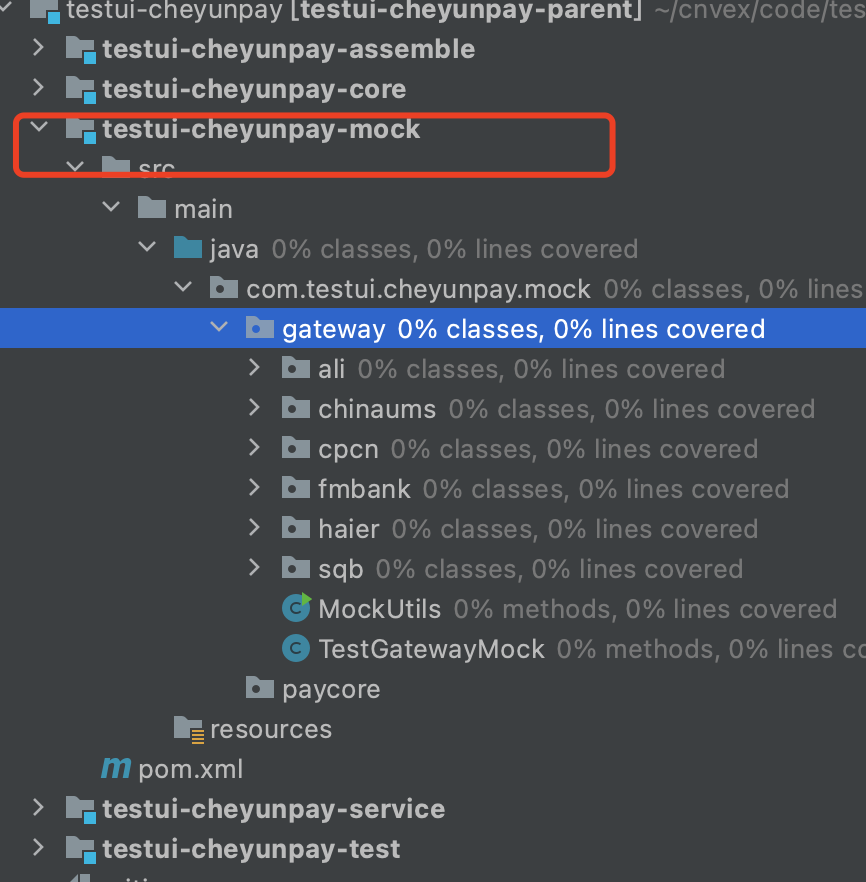 testui-cheyunpay [testui-cheyunpay-parent] ~/cnvex/code/tes
testui-cheyunpay-assemble
testui-cheyunpay-core
testui-cheyunpay-mock
src
main
java 0% classes, 0% lines covered
com.testui.cheyunpay.mock 0% classes, 0% lines
gateway 0% classes, 0% lines covered
ali 0% classes, 0% lines covered
chinaums 0% classes, 0% lines covered
cpcn 0% classes, 0% lines covered
fmbank 0% classes, 0% lines covered
haier 0% classes, 0% lines covered
sqb 0% classes, 0% lines covered
MockUtils 0% methods, 0% lines covered
TestGatewayMock 0% methods, 0% lines co
paycore
resources
pom.xml
testui-cheyunpay-service
testui-cheyunpay-test